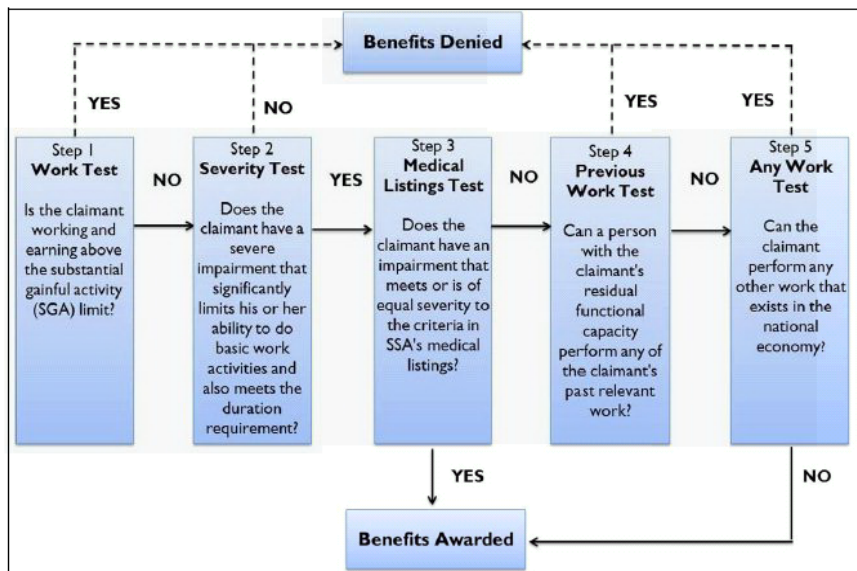 Benefits Denied
YES
NO
YES
YES
Step 1
Work Test
Is the claimant
working and
earning above
the substantial
gainful activity
(SGA) limit?
NO
Step 2
Severity Test
Does the
claimant have a
severe
impairment that
significantly
limits his or her
ability to do
basic work
activities and
also meets the
duration
requirement?
YES
Step 3
Medical
Listings Test
Does the
claimant have an
impairment that
meets or is of
equal severity to
the criteria in
SSA's medical
listings?
NO
Step 4
Previous
Work Test
Can a person
with the
claimant's
residual
functional
capacity
perform any of
the claimant's
past relevant
work?
NO
Step 5
Any Work
Test
Can the
claimant
perform any
other work that
exists in the
national
economy?
YES
NO
Benefits Awarded